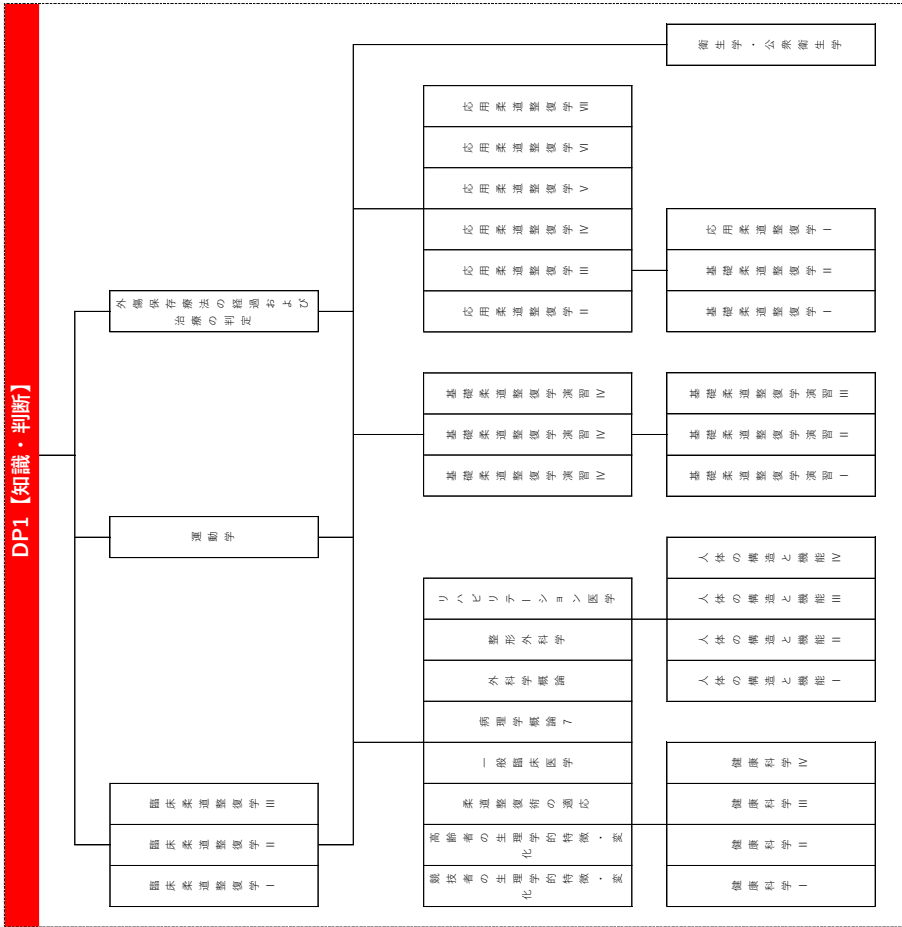 DP1【知識・判断】
外傷保存療法の経過および
治療の判定
運動学
臨床柔道整復学Ⅲ
臨床柔道整復学Ⅱ
臨床柔道整復学Ⅰ
応用柔道整復学Ⅶ
応用柔道整復学Ⅵ
応用柔道整復学Ⅴ
応用柔道整復学Ⅳ
応用柔道整復学Ⅲ
応用柔道整復学Ⅱ
基礎柔道整復学演習Ⅳ
基礎柔道整復学演習Ⅳ
基礎柔道整復学演習Ⅳ
リハビリテーション医学
整形外科学
外科学概論
病理学概論7
一般臨床医学
柔道整復術の適応
高齢者の生理学的特徴・変
化
競技者の生理学的特徴・変
化
衛生学・公衆衛生学
応用柔道整復学Ⅰ
基礎柔道整復学Ⅱ
基礎柔道整復学Ⅰ
基礎柔道整復学演習Ⅲ
基礎柔道整復学演習Ⅱ
基礎柔道整復学演習Ⅰ
人体の構造と機能Ⅳ
人体の構造と機能Ⅲ
人体の構造と機能Ⅱ
人体の構造と機能Ⅰ
健康科学Ⅳ
健康科学Ⅲ
健康科学Ⅱ
健康科学Ⅰ